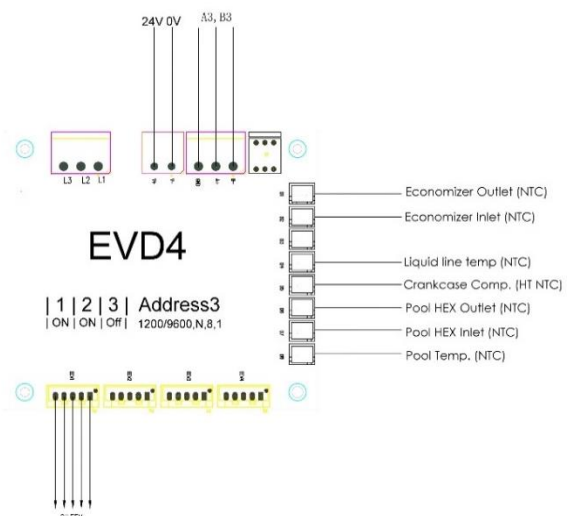 24V 0V
A3, B3
L3 L2 L1
Economizer Outlet (NTC)
Economizer Inlet (NTC)
EVD4
Liquid line temp (NTC)
Crankcase Comp. (HT NTC)
| 1 | 2 | 3 | Address3
| ON | ON | Off | 1200/9600,N,8,1
Pool HEX Outlet (NTC)
Pool HEX Inlet (NTC)
Pool Temp. (NTC)